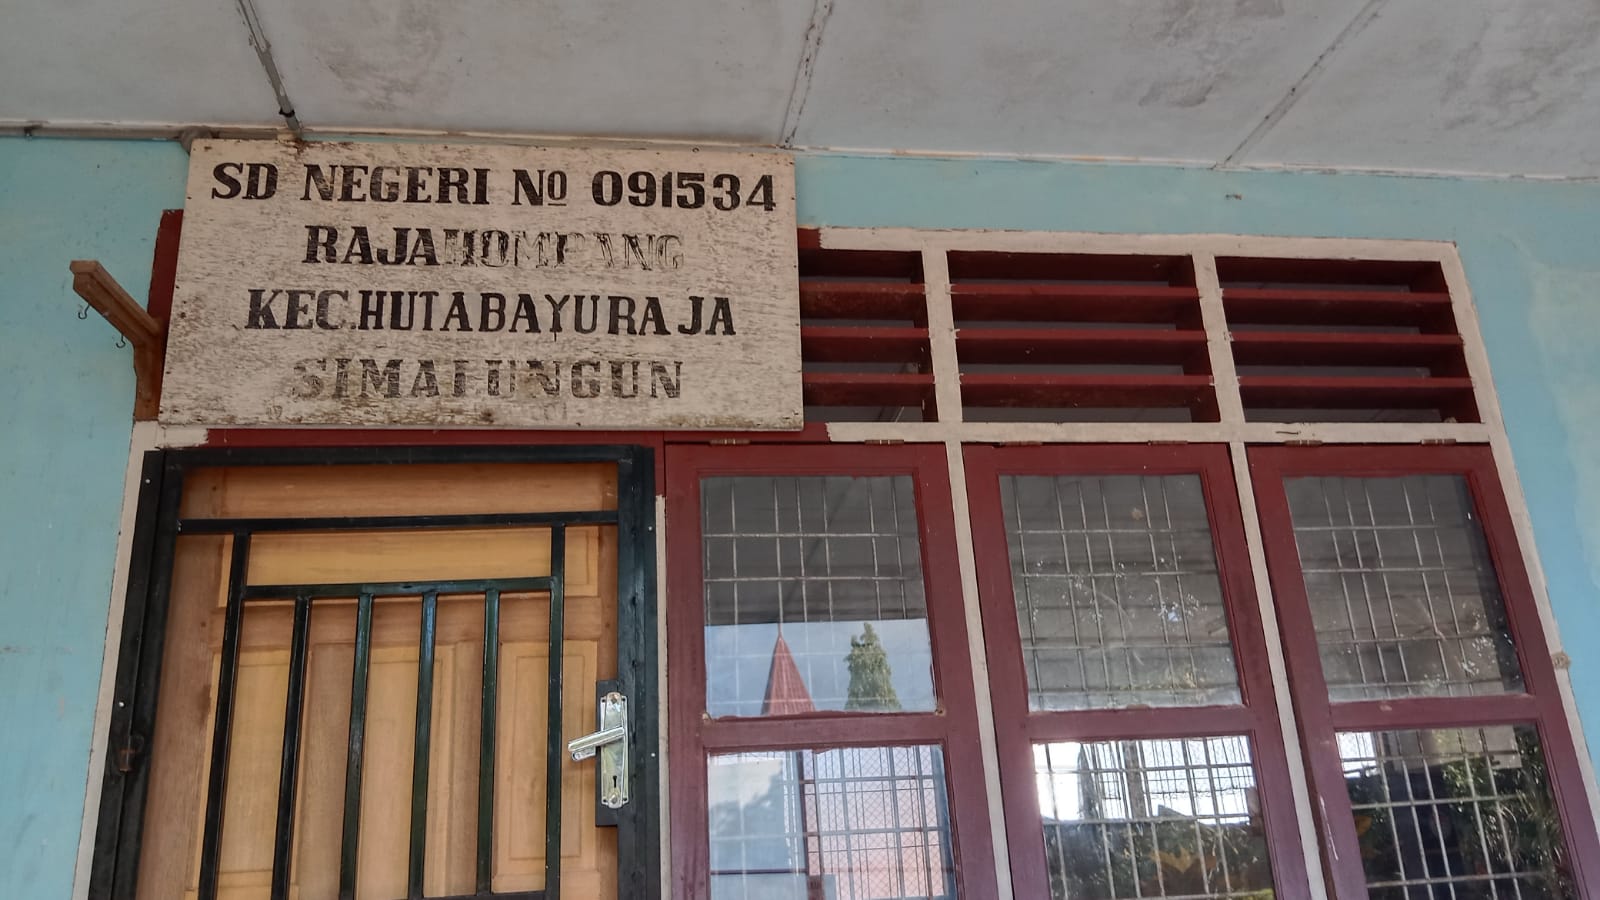 SD NEGERI No 091534
RAJAHOMPANG
KEC.HUTABAYURAJA
SIMALUNGUN